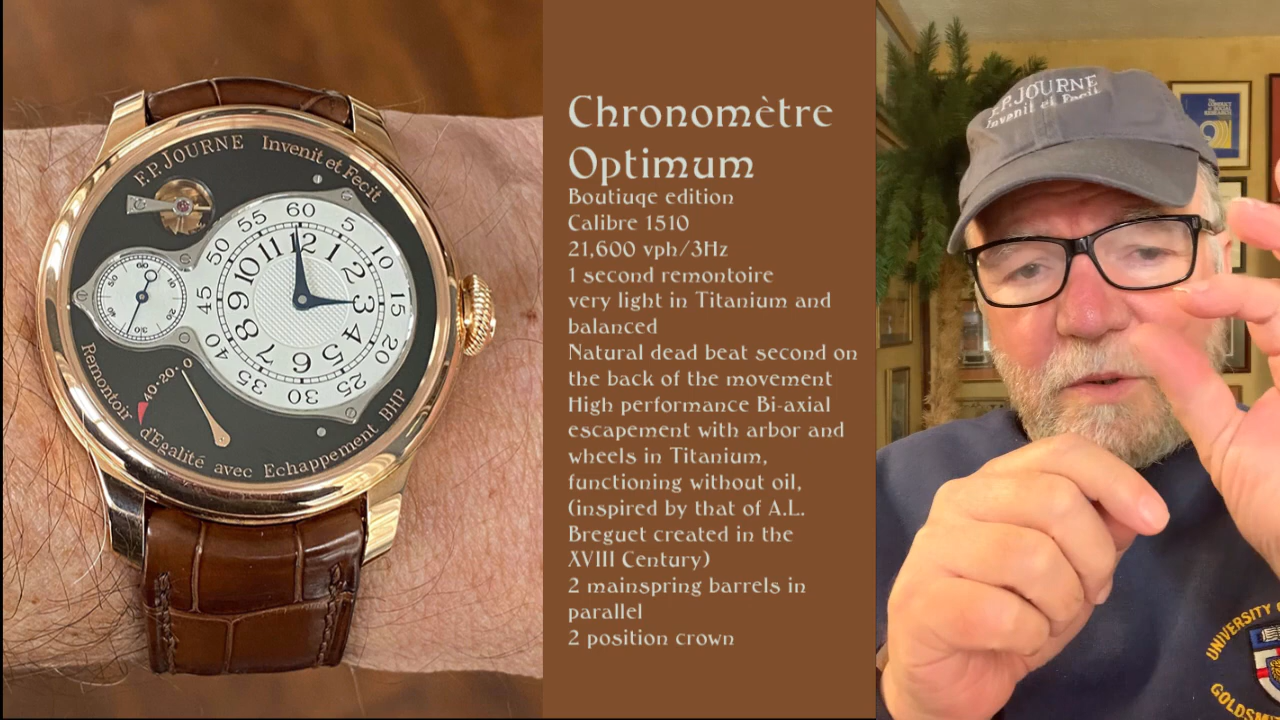 F.P. JOURNE Invenit et Fecit
60 5 10 15 20 25 30 35 40 45 50 55
12 1 2 3 4 5 6 7 8 9 10 11
60 20 30 50
40·20·0
Remontoir d'Egalité avec Echappement BHP
Chronomètre
Optimum
Boutiuqe edition
Calibre 1510
21,600 vph/3Hz
1 second remontoire
very light in Titanium and
balanced
Natural dead beat second on
the back of the movement
High performance Bi-axial
escapement with arbor and
wheels in Titanium,
functioning without oil,
(inspired by that of A.L.
Breguet created in the
XVIII Century)
2 mainspring barrels in
parallel
2 position crown
F.P. JOURNE
Invenit et Fecit
UNIVERSITY